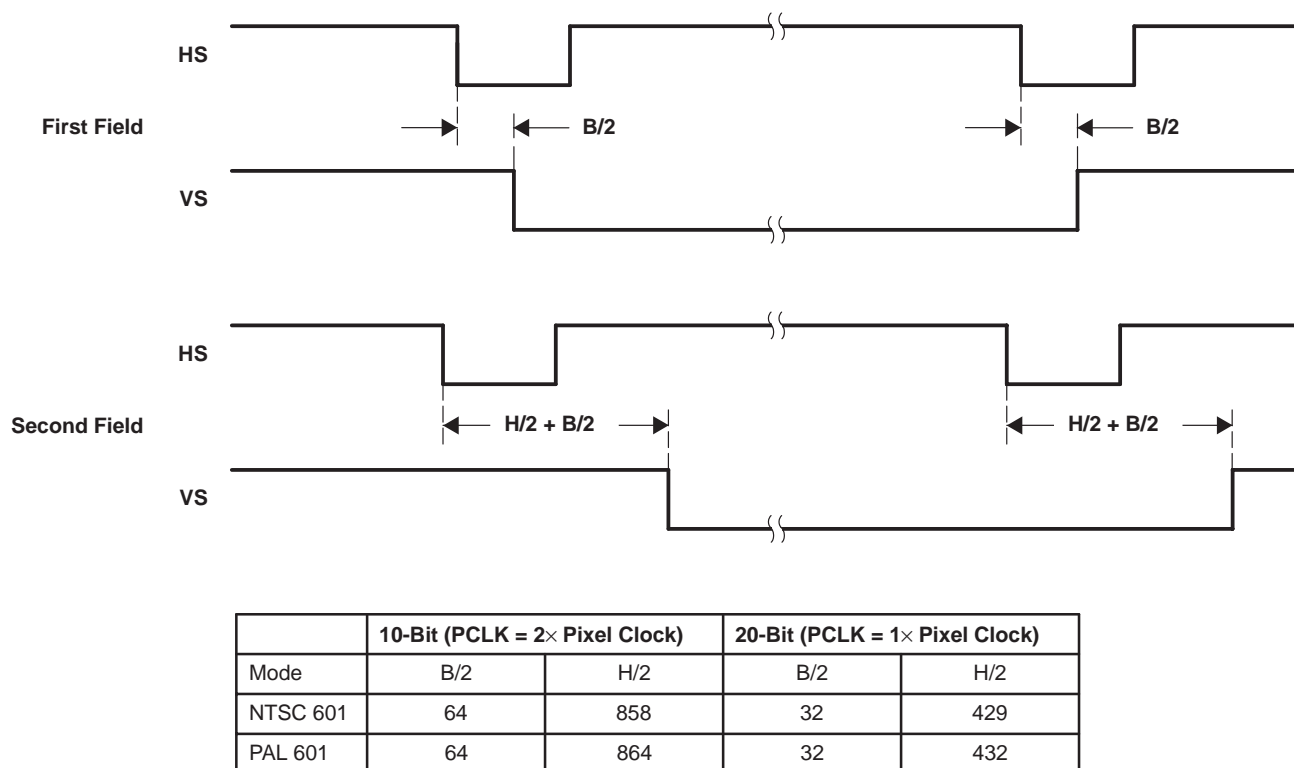 HS
First Field
B/2
B/2
VS
HS
Second Field
H/2 + B/2
H/2 + B/2
VS
10-Bit (PCLK = 2× Pixel Clock) 20-Bit (PCLK = 1× Pixel Clock)
Mode B/2 H/2 B/2 H/2
NTSC 601 64 858 32 429
PAL 601 64 864 32 432